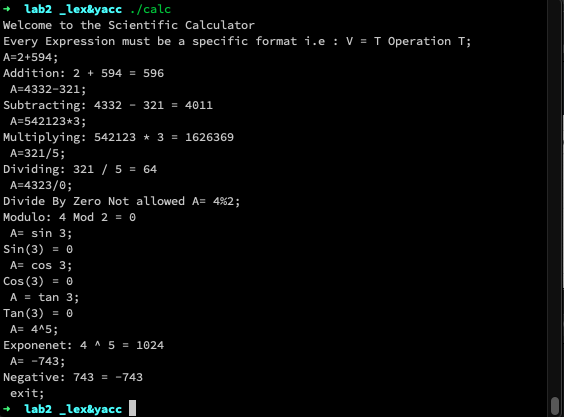 ➜ lab2 _lex&yacc ./calc
Welcome to the Scientific Calculator
Every Expression must be a specific format i.e : V = T Operation T;
A=2+594;
Addition: 2 + 594 = 596
A=4332-321;
Subtracting: 4332 - 321 = 4011
A=542123*3;
Multiplying: 542123 * 3 = 1626369
A=321/5;
Dividing: 321 / 5 = 64
A=4323/0;
Divide By Zero Not allowed A= 4%2;
Modulo: 4 Mod 2 = 0
A= sin 3;
Sin(3) = 0
A= cos 3;
Cos(3) = 0
A = tan 3;
Tan(3) = 0
A= 4^5;
Exponenet: 4 ^ 5 = 1024
A= -743;
Negative: 743 = -743
exit;
➜ lab2 _lex&yacc